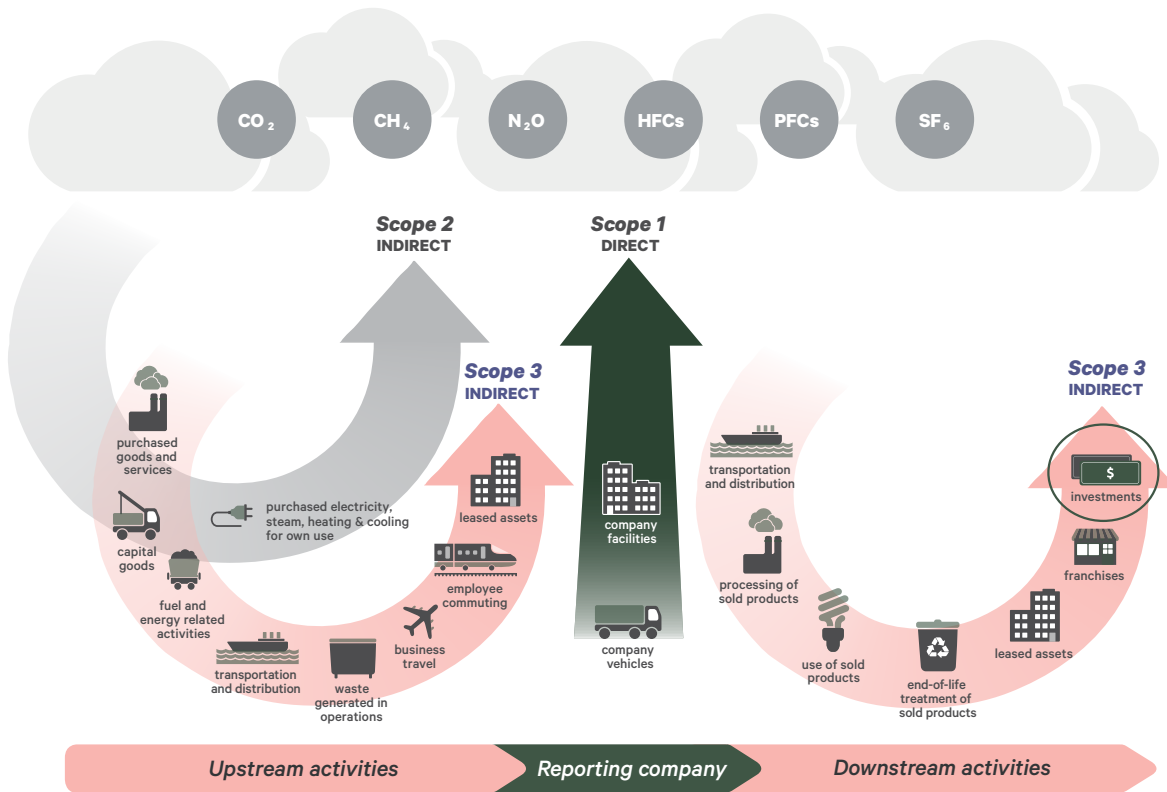 CO₂
CH₄
N₂O
HFCs
PFCs
SF₆
Scope 2
INDIRECT
Scope 1
DIRECT
Scope 3
INDIRECT
Scope 3
INDIRECT
purchased
goods and
services
capital
goods
fuel and
energy related
activities
purchased electricity,
steam, heating & cooling
for own use
transportation
and distribution
waste
generated in
operations
business
travel
employee
commuting
leased assets
company
facilities
company
vehicles
transportation
and distribution
processing of
sold products
use of sold
products
end-of-life
treatment of
sold products
leased assets
franchises
$
investments
Upstream activities
Reporting company
Downstream activities